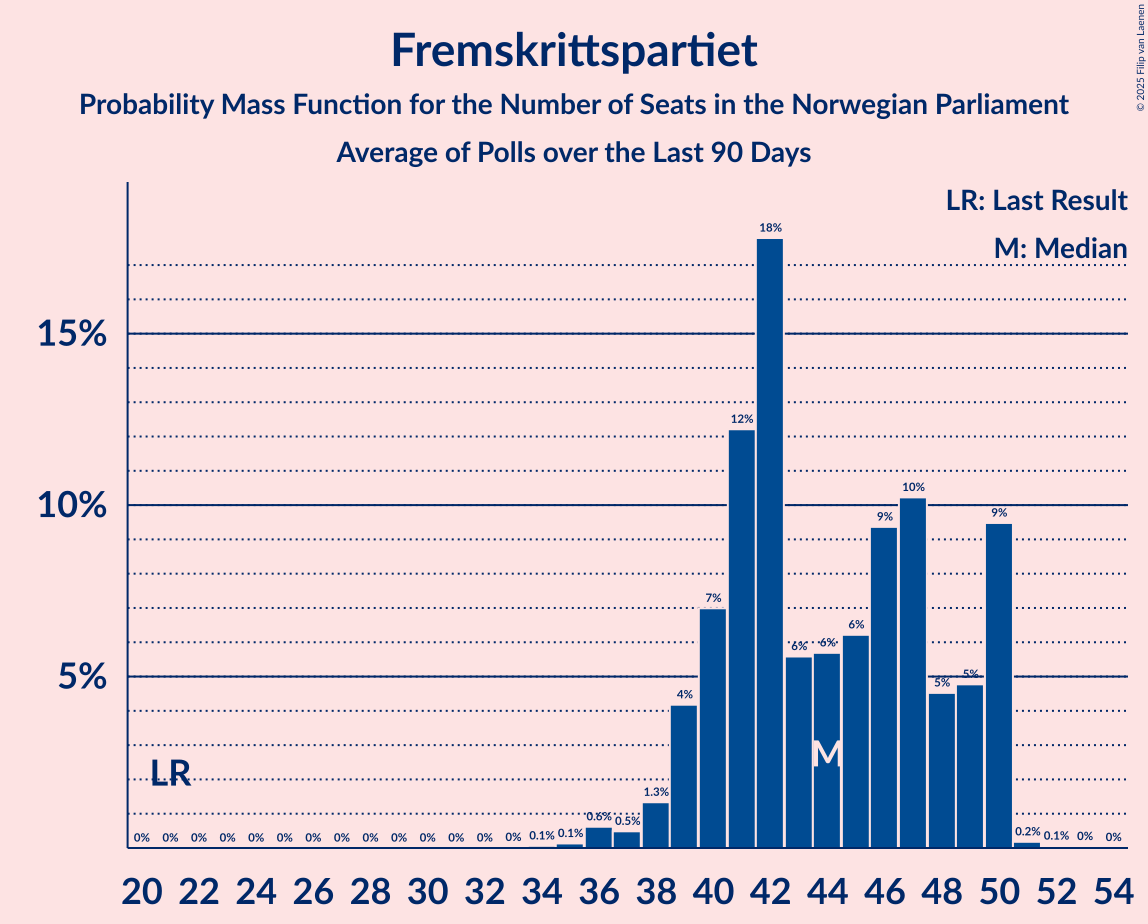 Fremskrittspartiet
Probability Mass Function for the Number of Seats in the Norwegian Parliament
Average of Polls over the Last 90 Days
© 2025 Filip van Laenen
LR: Last Result
M: Median
18%
15%
12%
10%
10%
9%
9%
7%
6%
6%
6%
5%
5%
5%
4%
M
LR
1.3%
0% 0% 0% 0% 0% 0% 0% 0% 0% 0% 0% 0% 0% 0% 0.1% 0.1% 0.6% 0.5% 0.2% 0.1% 0% 0%
20 22 24 26 28 30 32 34 36 38 40 42 44 46 48 50 52 54